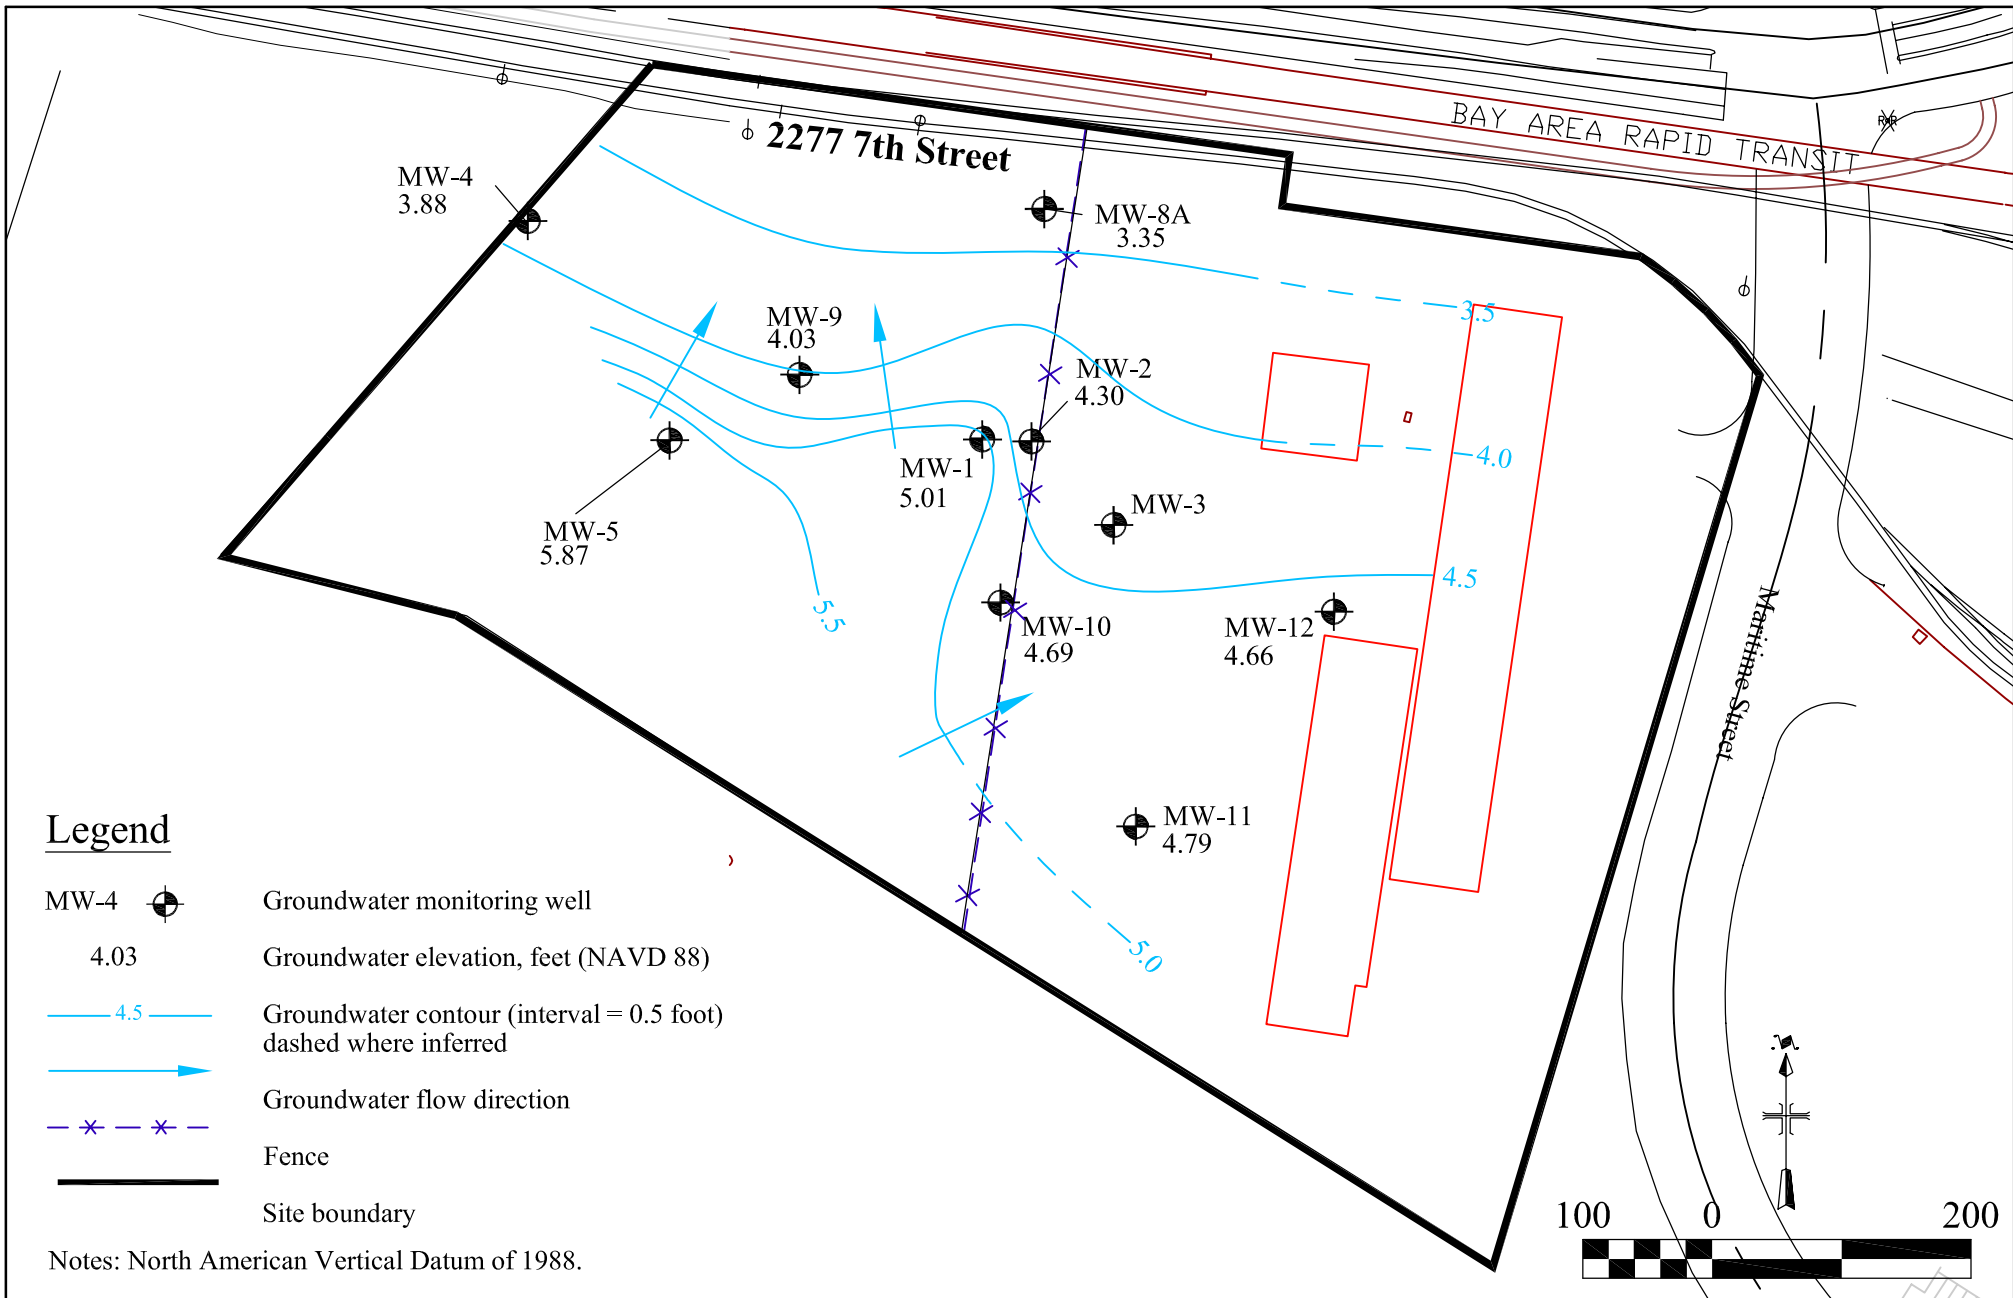 BAY AREA RAPID TRANSIT
RxR
2277 7th Street
MW-4
3.88
MW-8A
3.35
MW-9
4.03
3.5
MW-2
4.30
4.0
MW-1
5.01
MW-3
MW-5
5.87
4.5
5.5
MW-10
4.69
MW-12
4.66
Maritime Street
MW-11
4.79
5.0
Legend
MW-4 Groundwater monitoring well
4.03 Groundwater elevation, feet (NAVD 88)
4.5 Groundwater contour (interval = 0.5 foot)
dashed where inferred
Groundwater flow direction
Fence
Site boundary
Notes: North American Vertical Datum of 1988.
N
100 0 200